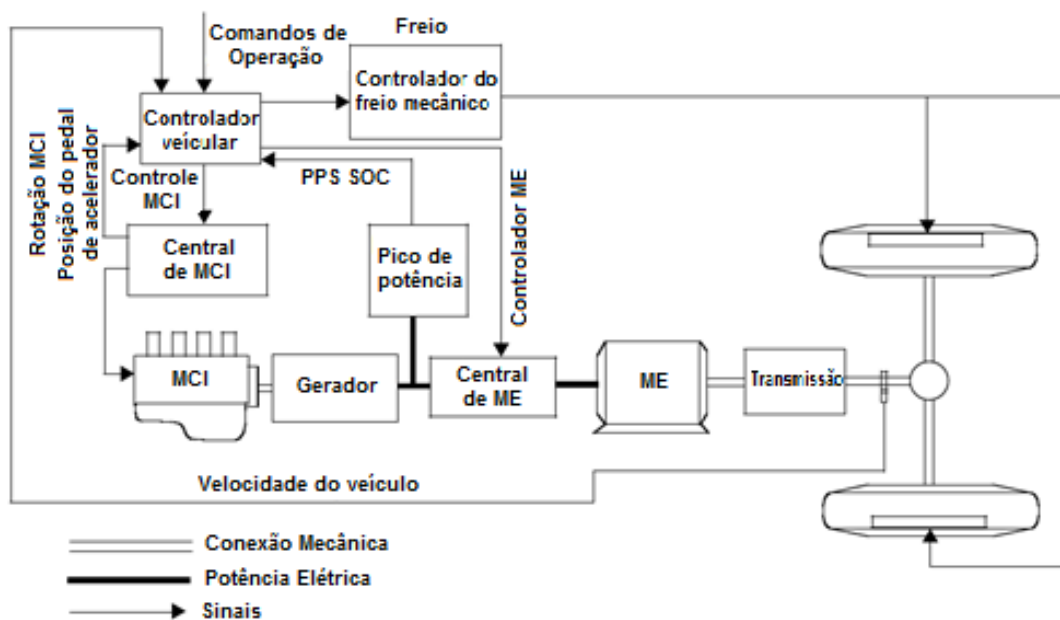 Comandos de
Operação
Freio
Controlador do
freio mecânico
Controlador
veícular
Rotação MCI
Posição do pedal
de acelerador
Controle
MCI
PPS SOC
Controlador ME
Central
de MCI
Pico de
potência
MCI
Gerador
Central
de ME
ME
Transmissão
Velocidade do veículo
Conexão Mecânica
Potência Elétrica
Sinais